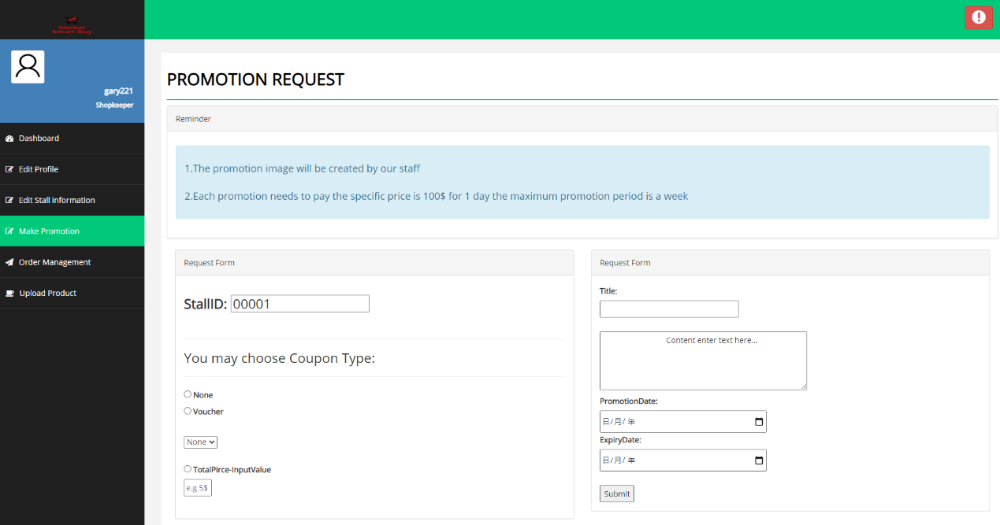 Market
Smart Buy
gary221
Shopkeeper
Dashboard
Edit Profile
Edit Stall information
Make Promotion
Order Management
Upload Product
PROMOTION REQUEST
Reminder
1.The promotion image will be created by our staff
2.Each promotion needs to pay the specific price is 100$ for 1 day the maximum promotion period is a week
Request Form
StallID: 00001
You may choose Coupon Type:
None
Voucher
None
TotalPirce-InputValue
e.g 5$
Request Form
Title:
Content enter text here...
PromotionDate:
日/月/年
ExpiryDate:
日/月/年
Submit